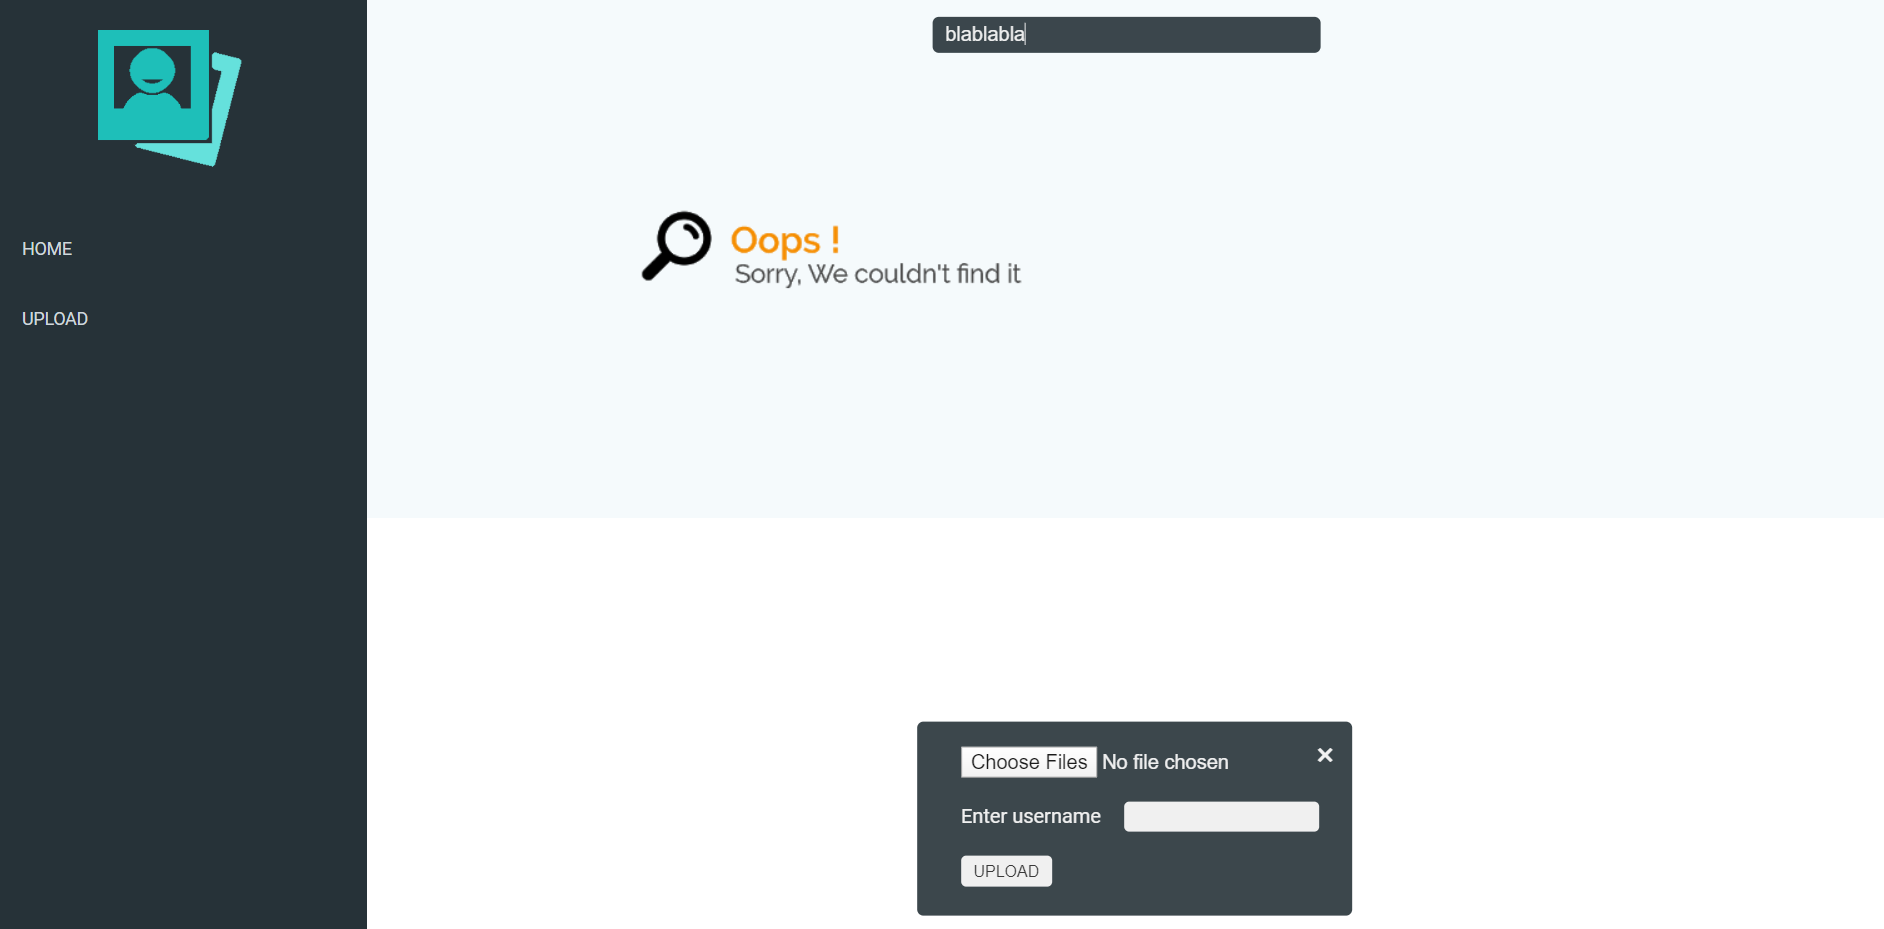 blablabla
HOME
UPLOAD
Oops !
Sorry, We couldn't find it
Choose Files No file chosen
Enter username
UPLOAD